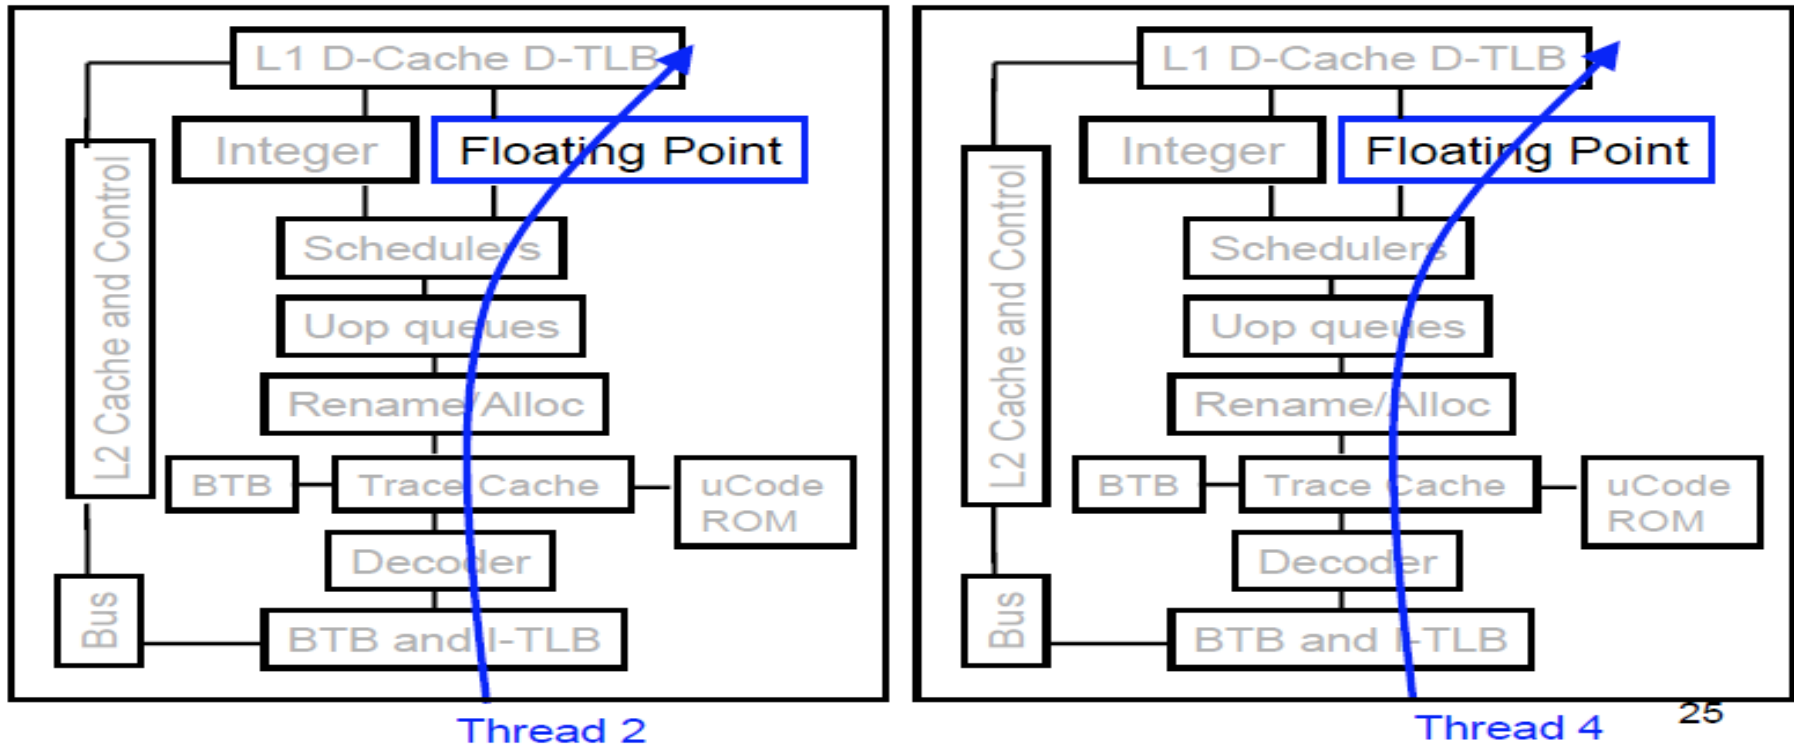 L1 D-Cache D-TLB
Integer
Floating Point
L2 Cache and Control
Schedulers
Uop queues
Rename/Alloc
BTB
Trace Cache
uCode
ROM
Decoder
Bus
BTB and I-TLB
Thread 2
L1 D-Cache D-TLB
Integer
Floating Point
L2 Cache and Control
Schedulers
Uop queues
Rename/Alloc
BTB
Trace Cache
uCode
ROM
Decoder
Bus
BTB and I-TLB
Thread 4
25